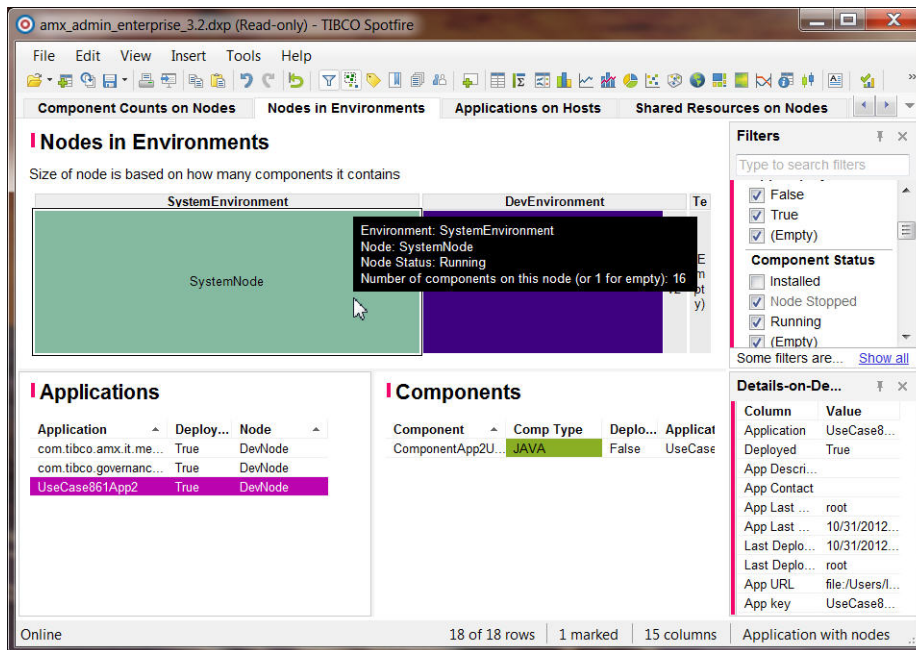 amx_admin_enterprise_3.2.dxp (Read-only) - TIBCO Spotfire
File Edit View Insert Tools Help
Component Counts on Nodes Nodes in Environments Applications on Hosts Shared Resources on Nodes
Nodes in Environments
Size of node is based on how many components it contains
SystemEnvironment DevEnvironment Te
SystemNode
Environment: SystemEnvironment
Node: SystemNode
Node Status: Running
Number of components on this node (or 1 for empty): 16
E
m
pt
y)
Filters
Type to search filters
False
True
(Empty)
Component Status
Installed
Node Stopped
Running
(Empty)
Some filters are... Show all
Applications
Application Deploy... Node
com.tibco.amx.it.me... True DevNode
com.tibco.governanc... True DevNode
UseCase861App2 True DevNode
Components
Component Comp Type Deplo... Applicat
ComponentApp2U... JAVA False UseCase
Details-on-De...
Column Value
Application UseCase8...
Deployed True
App Descri...
App Contact
App Last ... root
App Last ... 10/31/2012...
Last Deplo... 10/31/2012...
Last Deplo... root
App URL file:/Users/l...
App key UseCase8...
Online 18 of 18 rows 1 marked 15 columns Application with nodes